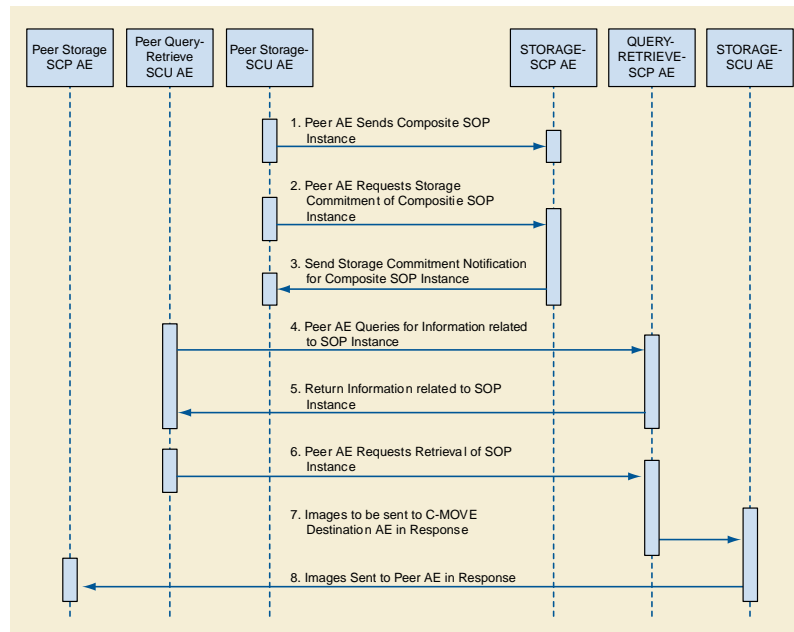 Peer Storage
SCP AE
Peer Query-
Retrieve
SCU AE
Peer Storage-
SCU AE
STORAGE-
SCP AE
QUERY-
RETRIEVE-
SCP AE
STORAGE-
SCU AE
1. Peer AE Sends Composite SOP
Instance
2. Peer AE Requests Storage
Commitment of Compositie SOP
Instance
3. Send Storage Commitment Notification
for Composite SOP Instance
4. Peer AE Queries for Information related
to SOP Instance
5. Return Information related to SOP
Instance
6. Peer AE Requests Retrieval of SOP
Instance
7. Images to be sent to C-MOVE
Destination AE in Response
8. Images Sent to Peer AE in Response